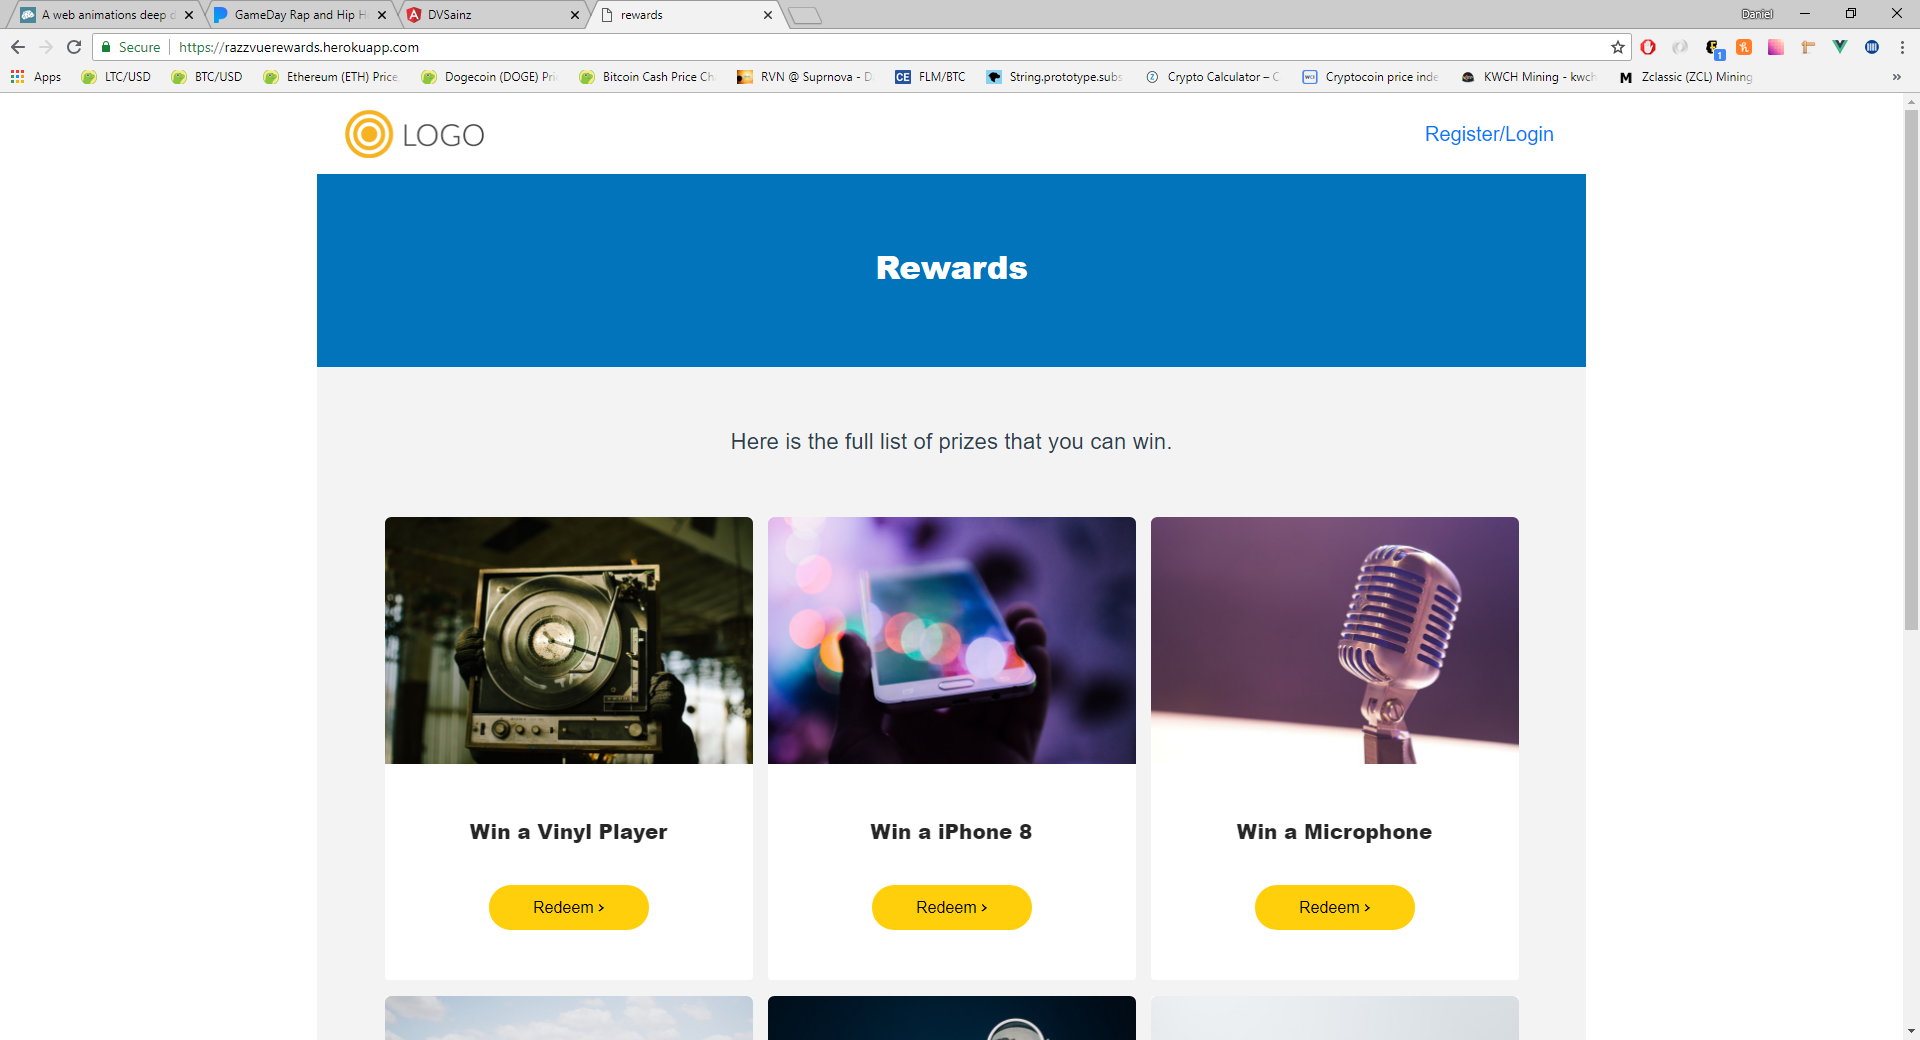 A web animations deep d
GameDay Rap and Hip H
DVSainz
rewards
Daniel
Secure
https://razzvuerewards.herokuapp.com
1
Apps
LTC/USD
BTC/USD
Ethereum (ETH) Price
Dogecoin (DOGE) Pri
Bitcoin Cash Price Ch
RVN @ Suprnova - D
CE FLM/BTC
String.prototype.subs
Crypto Calculator – C
Cryptocoin price inde
KWCH Mining - kwch
M Zclassic (ZCL) Mining
»
LOGO
Register/Login
Rewards
Here is the full list of prizes that you can win.
Win a Vinyl Player
Win a iPhone 8
Win a Microphone
Redeem ›
Redeem ›
Redeem ›